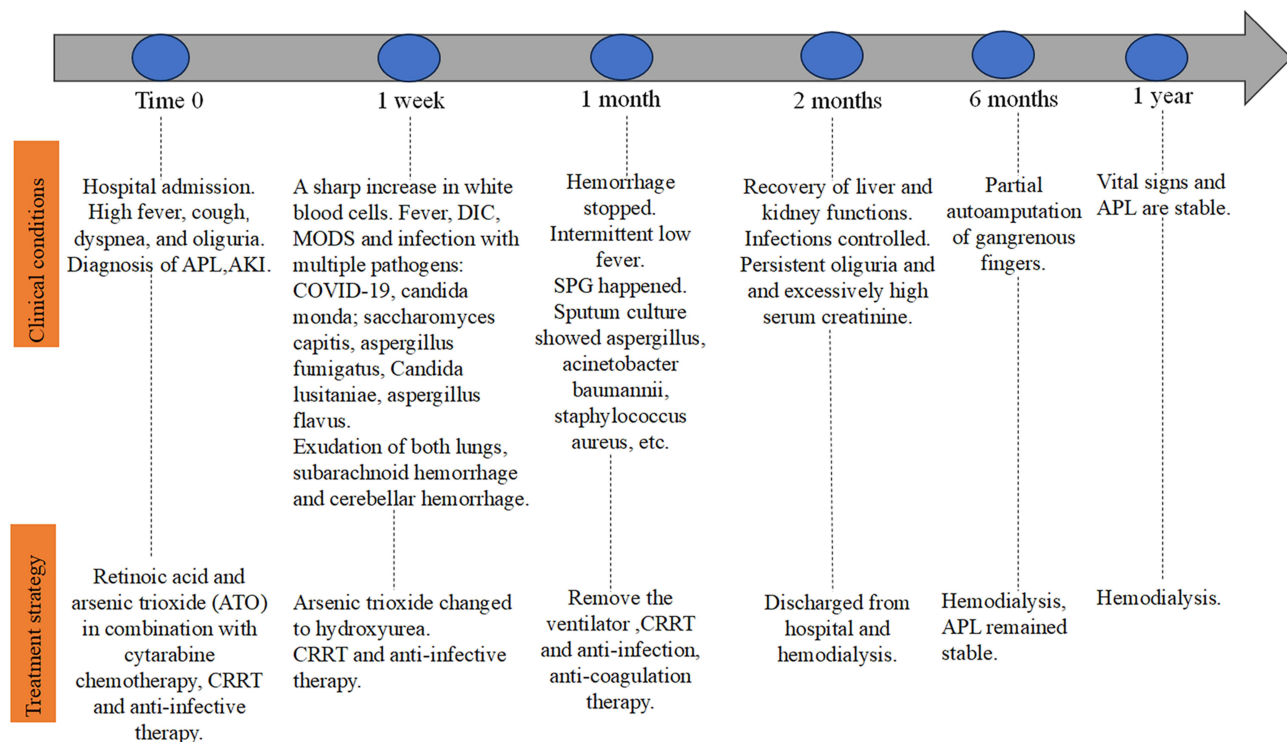 Time 0
1 week
1 month
2 months
6 months
1 year
Clinical conditions
Hospital admission.
High fever, cough,
dyspnea, and oliguria.
Diagnosis of APL,AKI.
A sharp increase in white
blood cells. Fever, DIC,
MODS and infection with
multiple pathogens:
COVID-19, candida
monda; saccharomyces
capitis, aspergillus
fumigatus, Candida
lusitaniae, aspergillus
flavus.
Exudation of both lungs,
subarachnoid hemorrhage
and cerebellar hemorrhage.
Hemorrhage
stopped.
Intermittent low
fever.
SPG happened.
Sputum culture
showed aspergillus,
acinetobacter
baumannii,
staphylococcus
aureus, etc.
Recovery of liver and
kidney functions.
Infections controlled.
Persistent oliguria and
and excessively high
serum creatinine.
Partial
autoamputation
of gangrenous
fingers.
Vital signs and
APL are stable.
Treatment strategy
Retinoic acid and
arsenic trioxide (ATO)
in combination with
cytarabine
chemotherapy, CRRT
and anti-infective
therapy.
Arsenic trioxide changed
to hydroxyurea.
CRRT and anti-infective
therapy.
Remove the
ventilator ,CRRT
and anti-infection,
anti-coagulation
therapy.
Discharged from
hospital and
hemodialysis.
Hemodialysis,
APL remained
stable.
Hemodialysis.